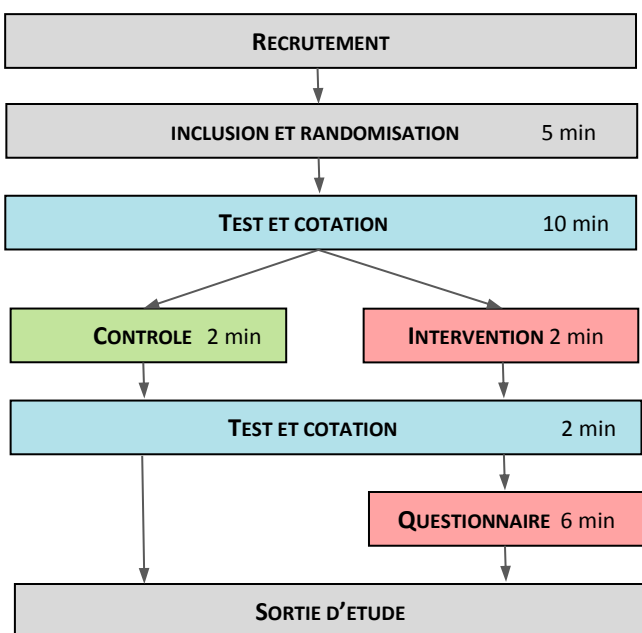 RECRUTEMENT
INCLUSION ET RANDOMISATION 5 min
TEST ET COTATION 10 min
CONTROLE 2 min
INTERVENTION 2 min
TEST ET COTATION 2 min
QUESTIONNAIRE 6 min
SORTIE D'ETUDE